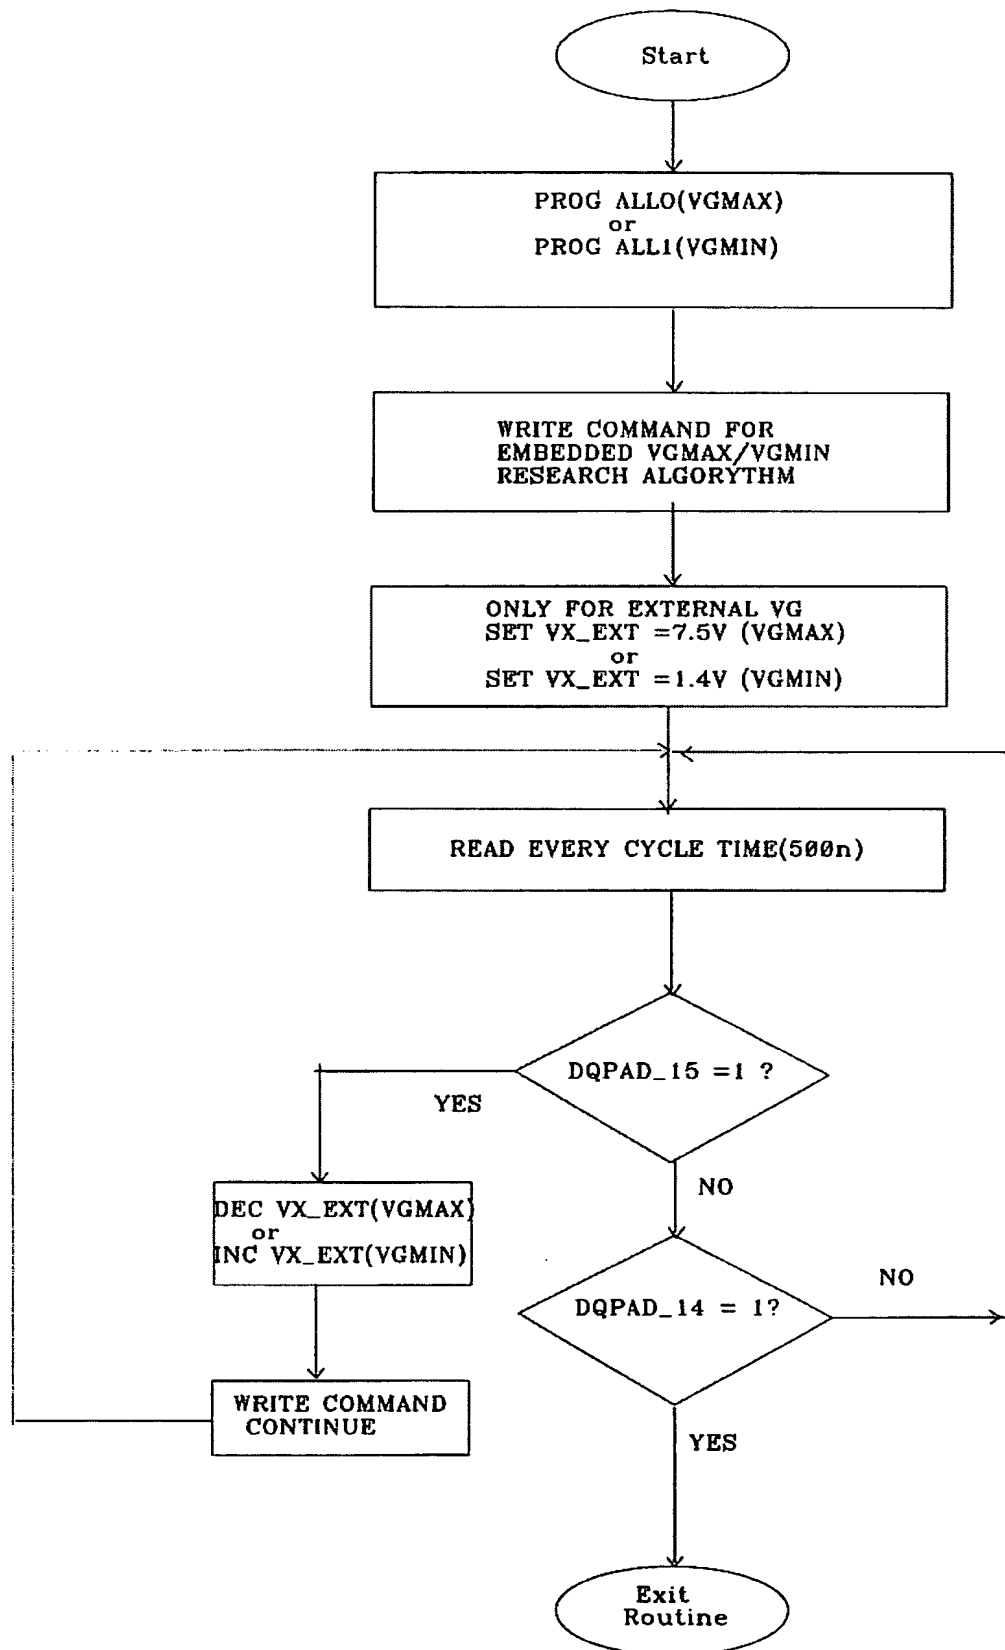 Start
PROG ALL0(VGMAX)
or
PROG ALL1(VGMIN)
WRITE COMMAND FOR
EMBEDDED VGMAX/VGMIN
RESEARCH ALGORYTHM
ONLY FOR EXTERNAL VG
SET VX_EXT =7.5V (VGMAX)
or
SET VX_EXT =1.4V (VGMIN)
READ EVERY CYCLE TIME(500n)
DQPAD_15 =1 ?
YES
NO
DEC VX_EXT(VGMAX)
or
INC VX_EXT(VGMIN)
DQPAD_14 = 1?
NO
WRITE COMMAND
CONTINUE
YES
Exit
Routine